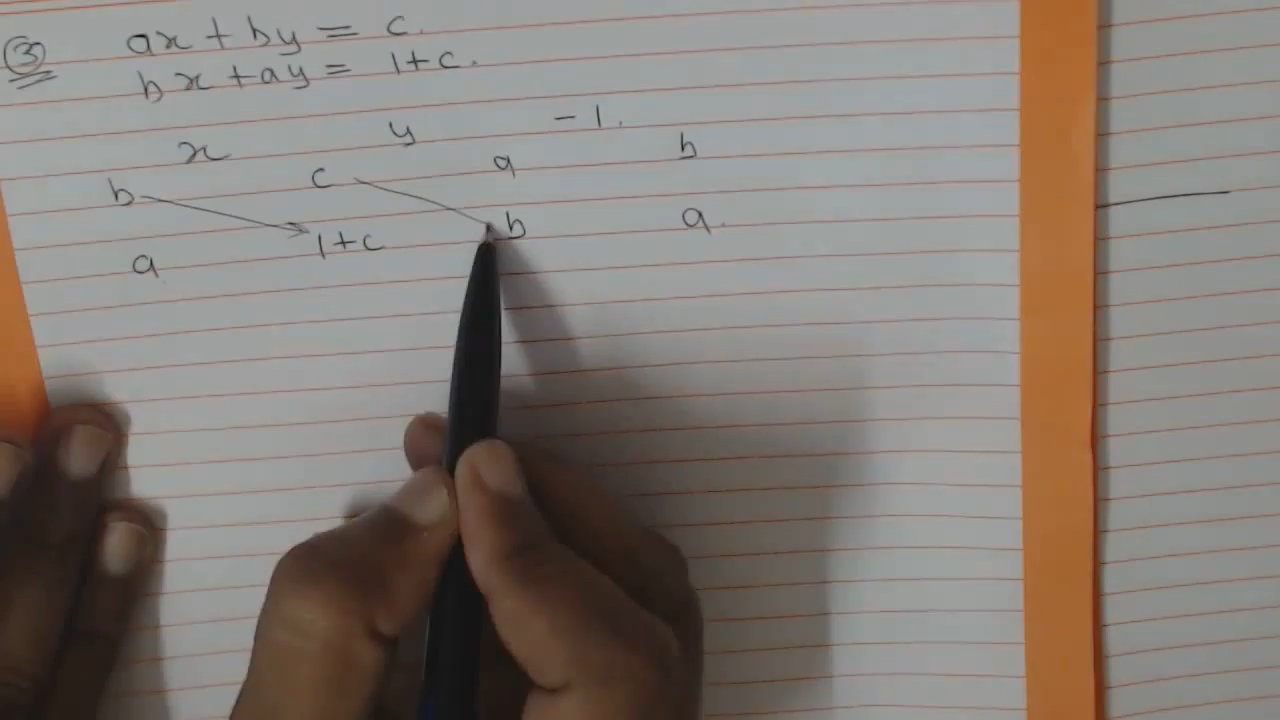 ③ ax + by = c.
bx + ay = 1+c.
x y -1.
b c a b
a 1+c b a.